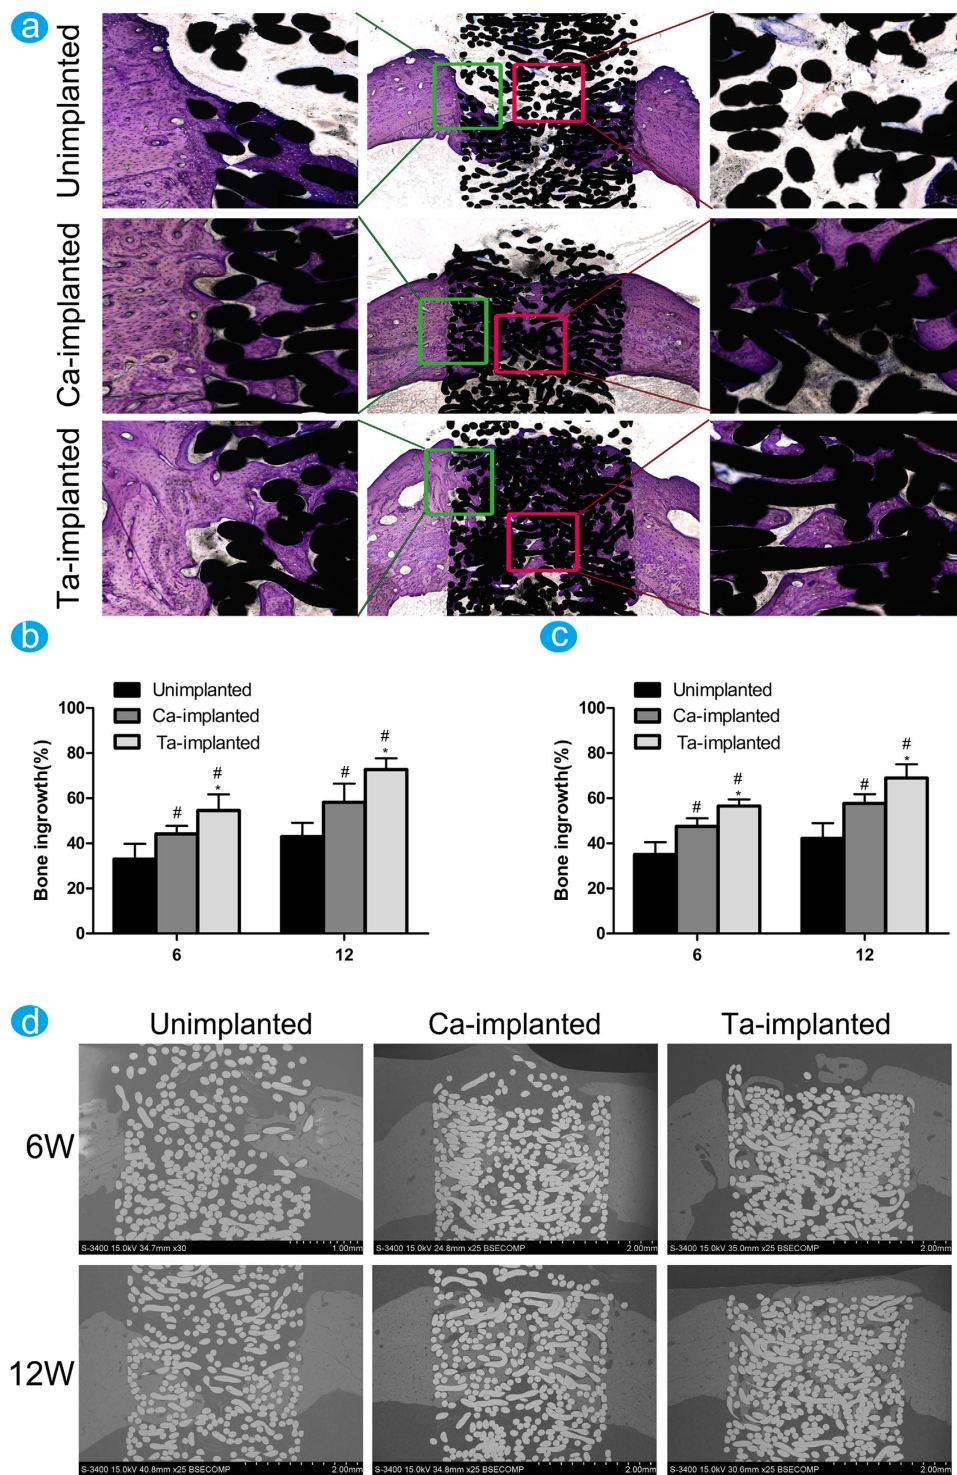 a
Unimplanted
Ca-implanted
Ta-implanted
b
Unimplanted
Ca-implanted
Ta-implanted
Bone ingrowth(%)
100
80
60
40
20
0
#
#
*
#
#
*
6
12
c
Unimplanted
Ca-implanted
Ta-implanted
Bone ingrowth(%)
100
80
60
40
20
0
#
#
*
#
#
*
6
12
d
Unimplanted
Ca-implanted
Ta-implanted
6W
S-3400 15.0kV 34.7mm x30 1.00mm
S-3400 15.0kV 24.8mm x25 BSECOMP 2.00mm
S-3400 15.0kV 35.0mm x25 BSECOMP 2.00mm
12W
S-3400 15.0kV 40.8mm x25 BSECOMP 2.00mm
S-3400 15.0kV 34.8mm x25 BSECOMP 2.00mm
S-3400 15.0kV 30.6mm x25 BSECOMP 2.00mm